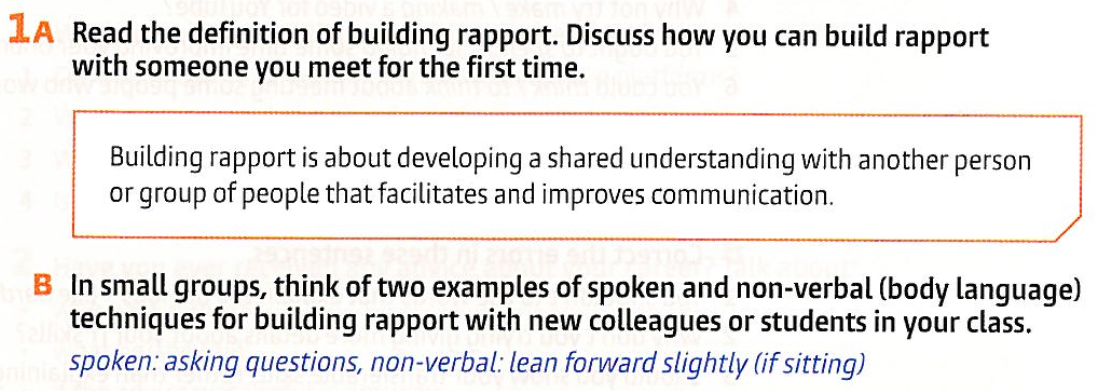 1A Read the definition of building rapport. Discuss how you can build rapport
with someone you meet for the first time.
Building rapport is about developing a shared understanding with another person
or group of people that facilitates and improves communication.
B In small groups, think of two examples of spoken and non-verbal (body language)
techniques for building rapport with new colleagues or students in your class.
spoken: asking questions, non-verbal: lean forward slightly (if sitting)